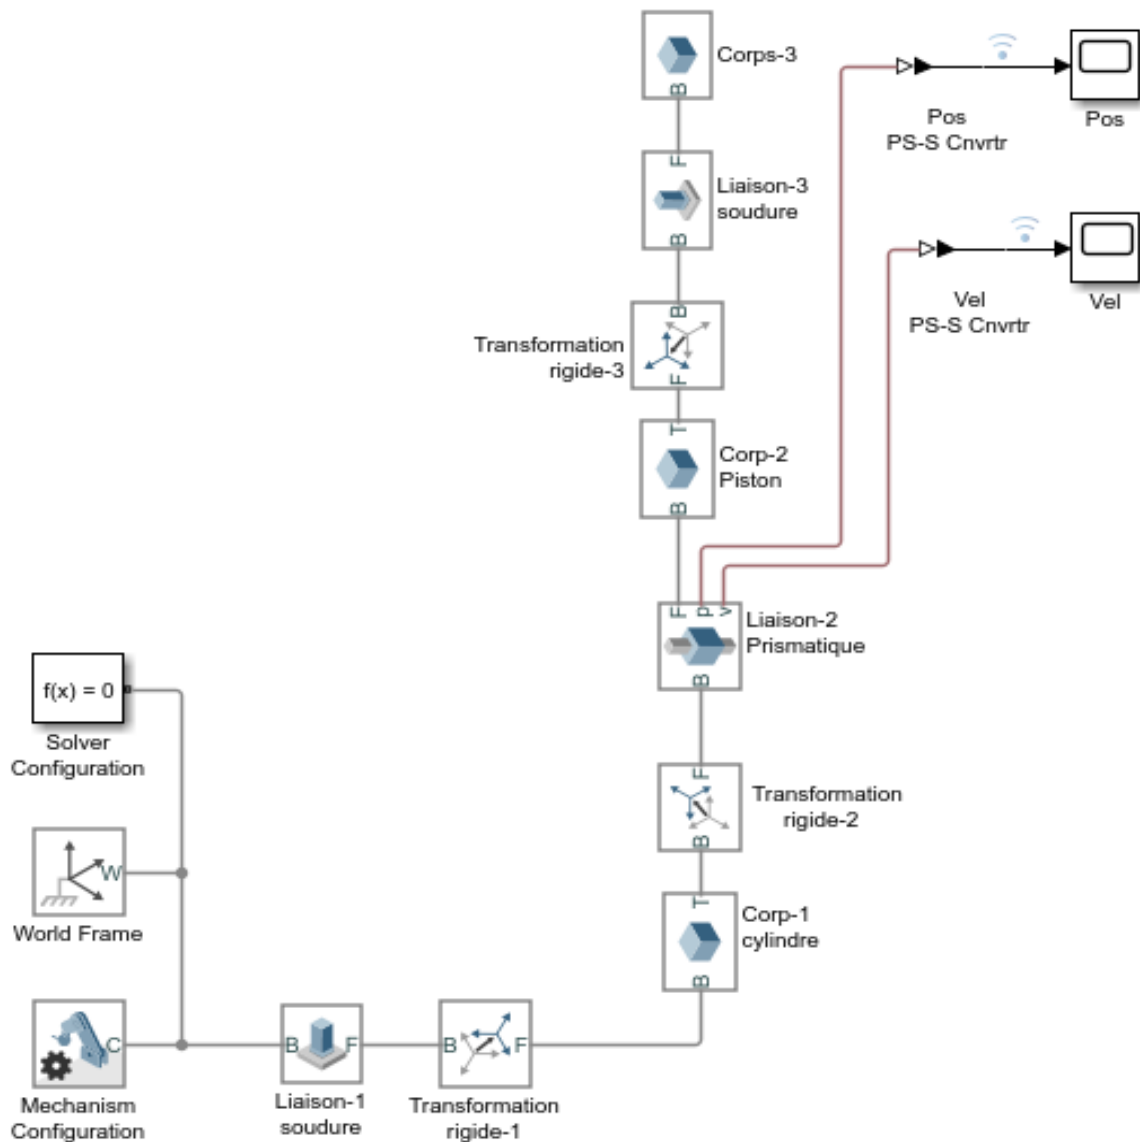 Corps-3
B
F
Liaison-3
soudure
B
B
Transformation
rigide-3
F
T
Corp-2
Piston
B
Pos
PS-S Cnvrtr
Pos
Vel
PS-S Cnvrtr
Vel
F
p
v
Liaison-2
Prismatique
B
F
Transformation
rigide-2
B
T
Corp-1
cylindre
B
f(x) = 0
Solver
Configuration
W
World Frame
C
Mechanism
Configuration
B
F
Liaison-1
soudure
B
F
Transformation
rigide-1